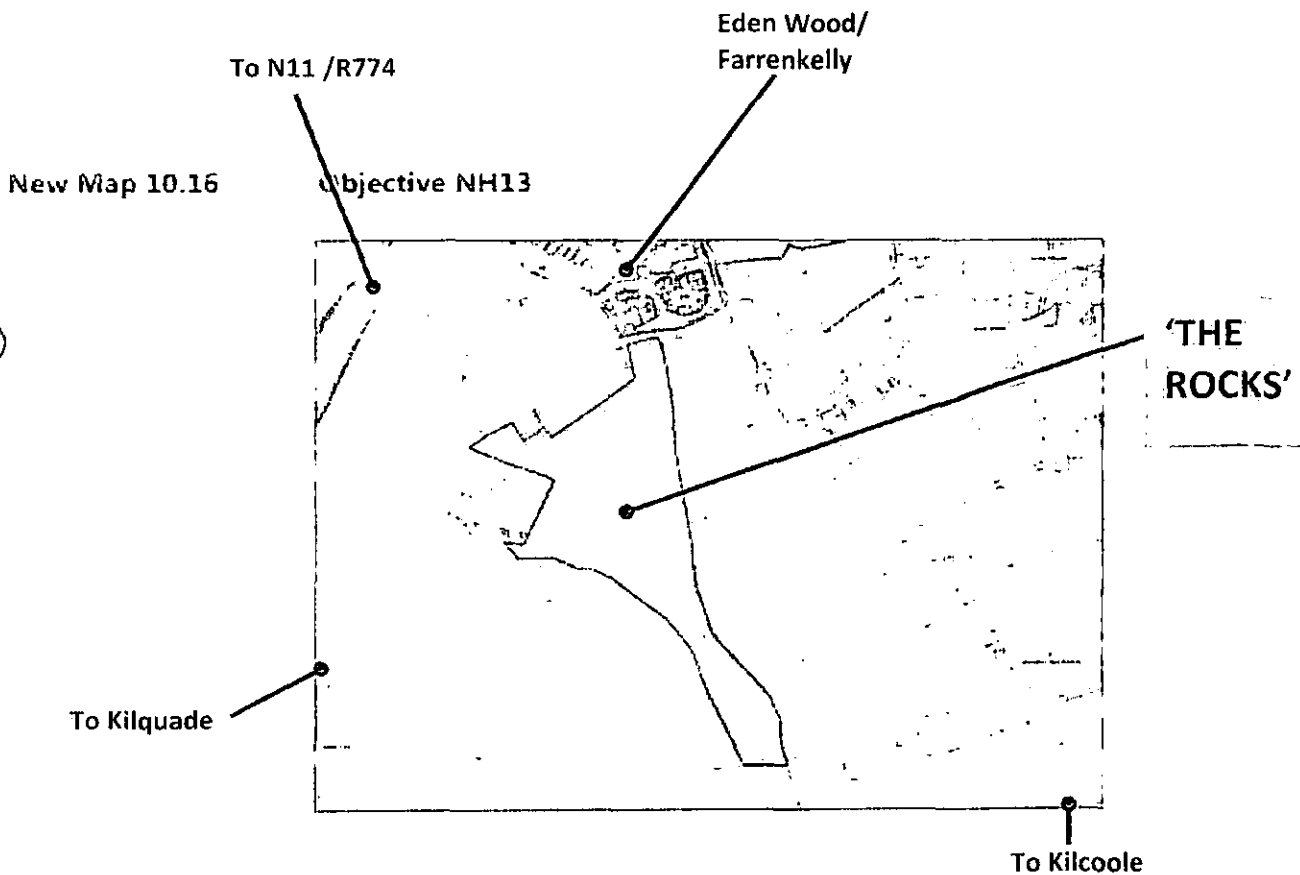 Eden Wood/
Farrenkelly
To N11 /R774
New Map 10.16 Objective NH13
'THE
ROCKS'
To Kilquade
To Kilcoole